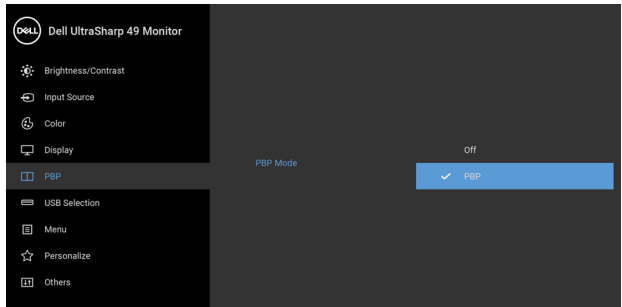 DELL Dell UltraSharp 49 Monitor
Brightness/Contrast
Input Source
Color
Display
PBP
USB Selection
Menu
Personalize
Others
PBP Mode
Off
PBP